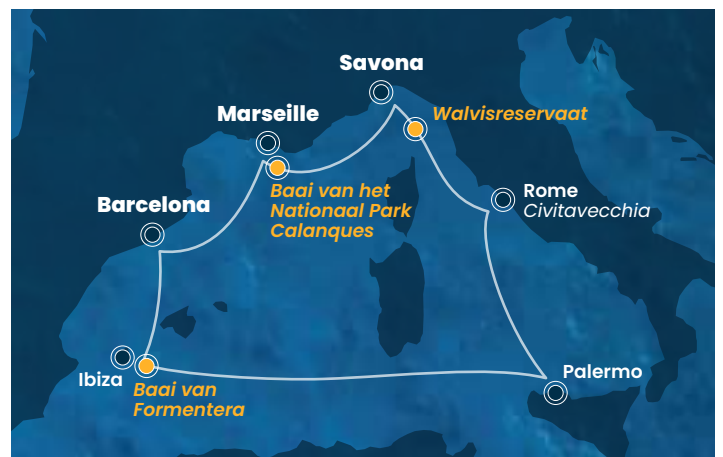 Savona
Marseille
Walvisreservaat
Baai van het
Nationaal Park
Calanques
Rome
Civitavecchia
Barcelona
Ibiza
Baai van
Formentera
Palermo